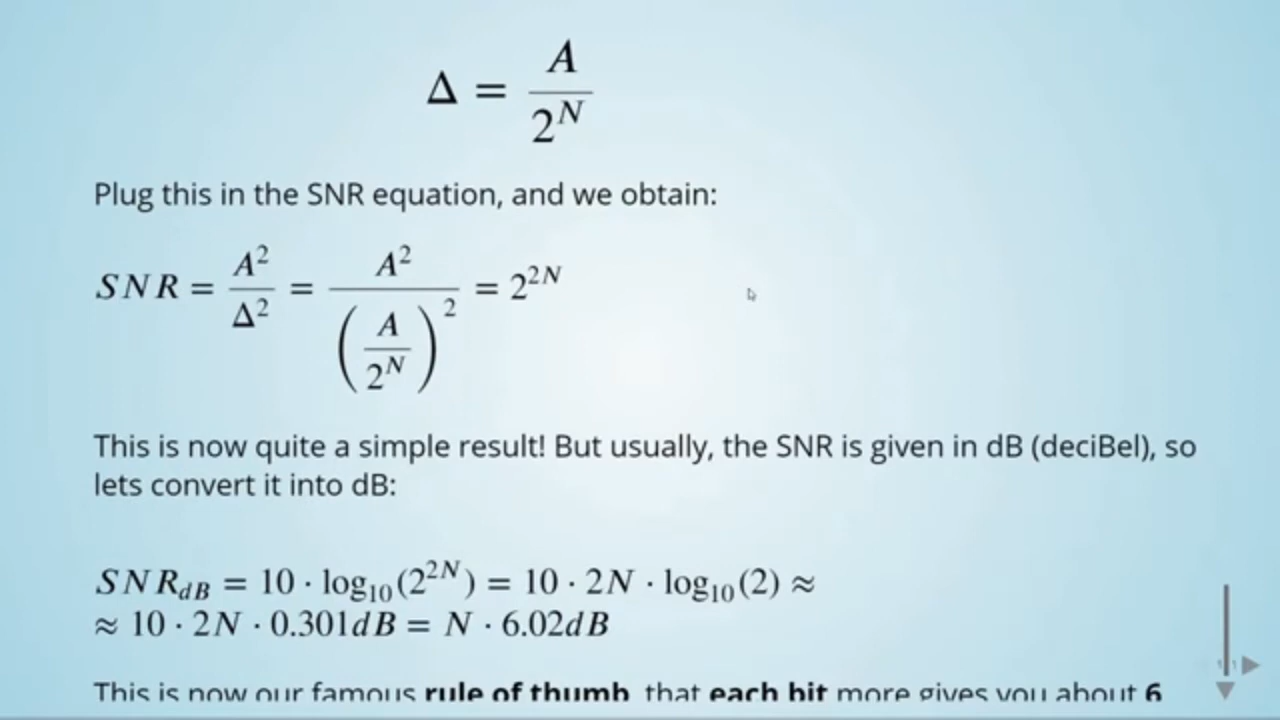 Δ = A / 2^N
Plug this in the SNR equation, and we obtain:
SNR = A² / Δ² = A² / (A / 2^N)² = 2^{2N}
This is now quite a simple result! But usually, the SNR is given in dB (deciBel), so
lets convert it into dB:
SNR_{dB} = 10 · log₁₀(2^{2N}) = 10 · 2N · log₁₀(2) ≈
≈ 10 · 2N · 0.301dB = N · 6.02dB
This is now our famous rule of thumb, that each bit more gives you about 6